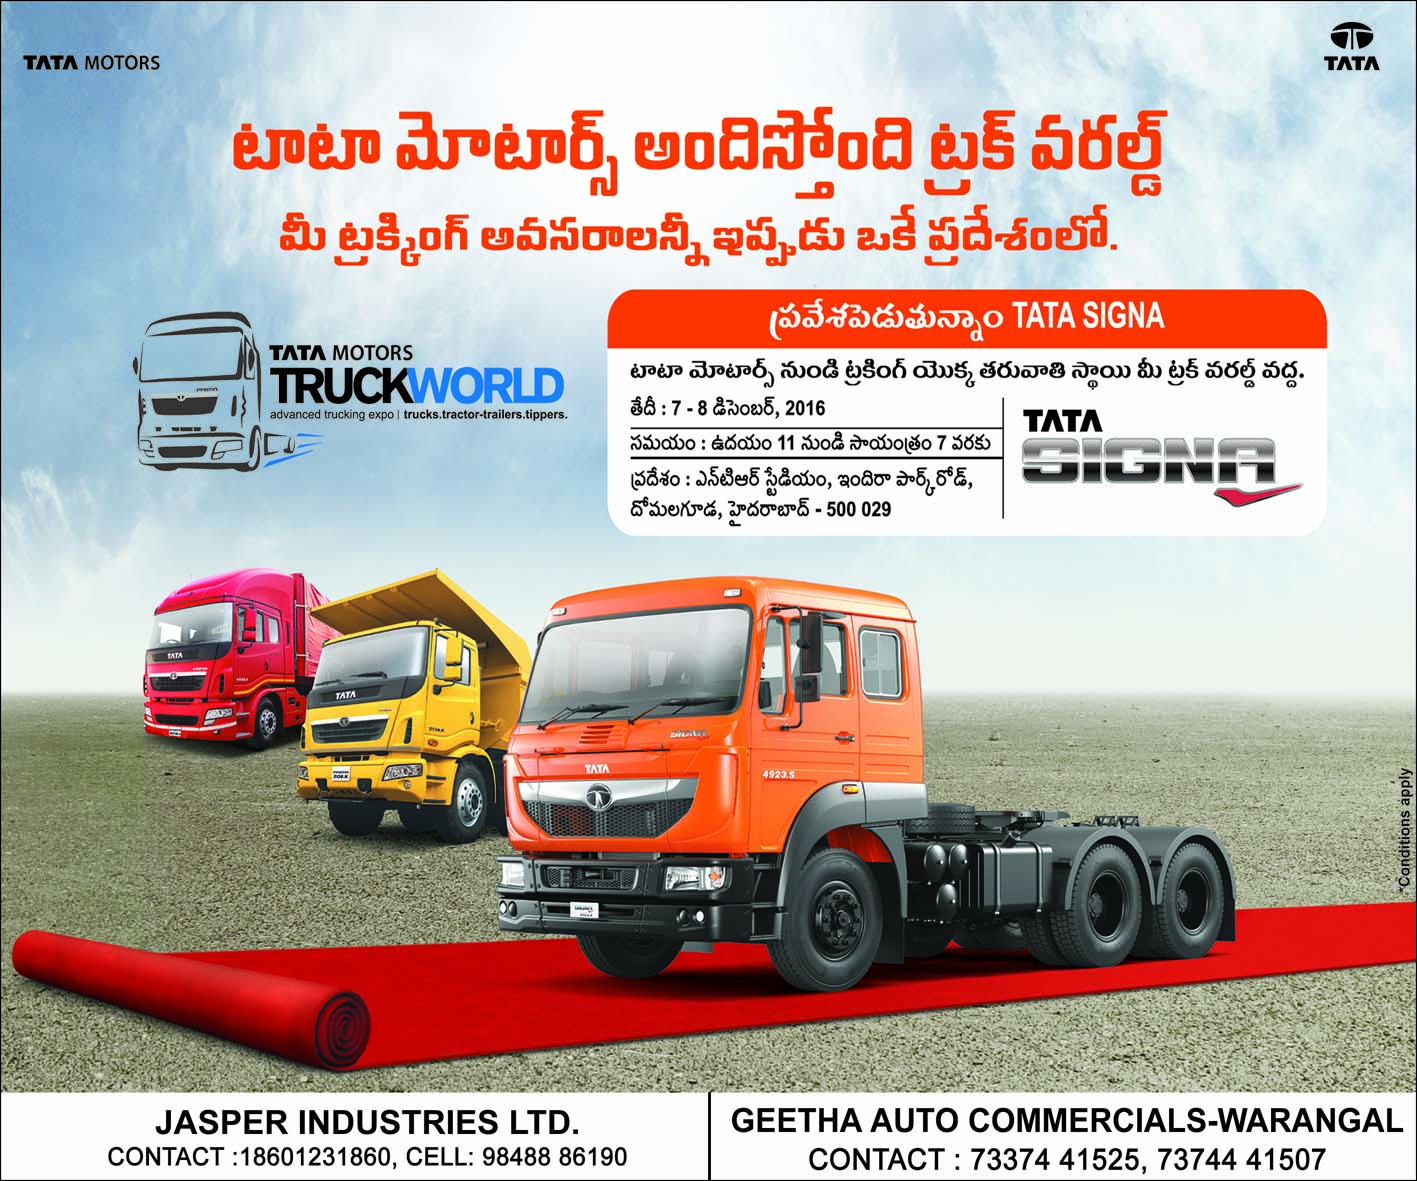 TATA MOTORS
TATA
టాటా మోటార్స్ అందిస్తోంది ట్రక్ వరల్డ్
మీ ట్రక్కింగ్ అవసరాలన్నీ ఇప్పుడు ఒకే ప్రదేశంలో.
PRIMA
TATA MOTORS
TRUCKWORLD
advanced trucking expo | trucks.tractor-trailers.tippers.
ప్రవేశపెడుతున్నాం TATA SIGNA
టాటా మోటార్స్ నుండి ట్రకింగ్ యొక్క తరువాతి స్థాయి మీ ట్రక్ వరల్డ్ వద్ద.
తేదీ : 7 - 8 డిసెంబర్, 2016
సమయం : ఉదయం 11 నుండి సాయంత్రం 7 వరకు
ప్రదేశం : ఎన్‌టిఆర్ స్టేడియం, ఇందిరా పార్క్‌రోడ్,
దోమలగూడ, హైదరాబాద్ - 500 029
TATA
SIGNA
TATA
TATA
SIGNA
TATA
4923.S
*Conditions apply
JASPER INDUSTRIES LTD.
CONTACT :18601231860, CELL: 98488 86190
GEETHA AUTO COMMERCIALS-WARANGAL
CONTACT : 73374 41525, 73744 41507